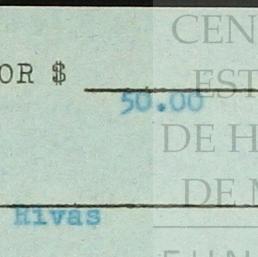 OR $
50.00
Rivas
CEN
EST
DE H
DE M